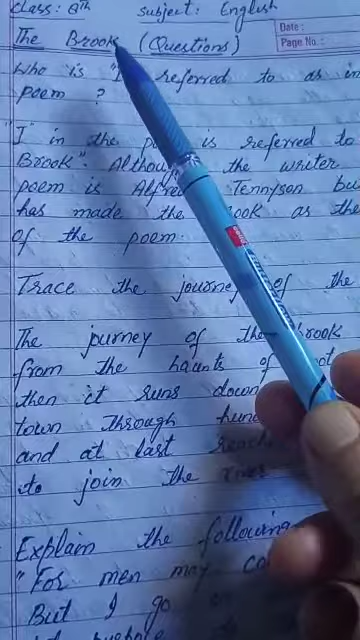 Class: 8th Subject: English
Date:
Page No.:
The Brook (Questions)
Who is "I" referred to as in
poem ?
"I" in the is referred to
Brook". Although the writer
poem is Alfred Tennyson bu
has made the Brook as the
of the poem.
Trace the journey of the
The journey of the brook
from the haunts of
then it runs down
town through
and at last
to join the
Explain the following
"For men may
But I go